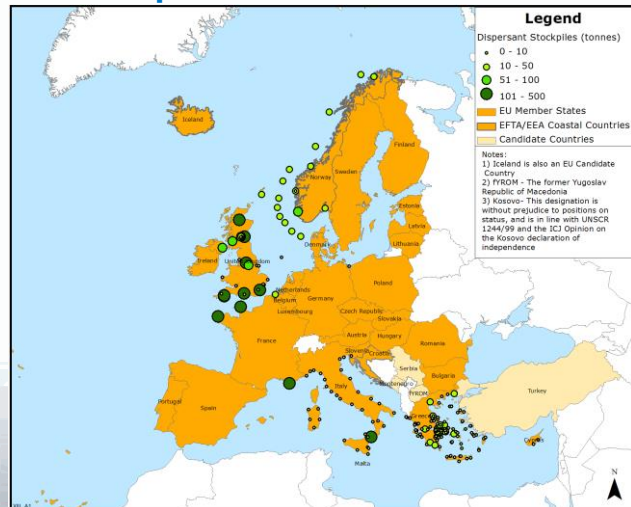 Legend
Dispersant Stockpiles (tonnes)
0 - 10
10 - 50
51 - 100
101 - 500
EU Member States
EFTA/EEA Coastal Countries
Candidate Countries
Notes:
1) Iceland is also an EU Candidate
Country
2) fYROM - The former Yugoslav
Republic of Macedonia
3) Kosovo- This designation is
without prejudice to positions on
status, and is in line with UNSCR
1244/99 and the ICJ Opinion on
the Kosovo declaration of
independence
Iceland
Finland
Norway
Sweden
Estonia
Latvia
Lithuania
Denmark
Ireland
United Kingdom
Netherlands
Poland
Belgium
Germany
Luxembourg
Czech Republic
Slovakia
Austria
Hungary
France
Slovenia
Croatia
Romania
Serbia
Italy
Montenegro
Bulgaria
fYROM
Portugal
Spain
Turkey
Greece
Cyprus
Malta
N